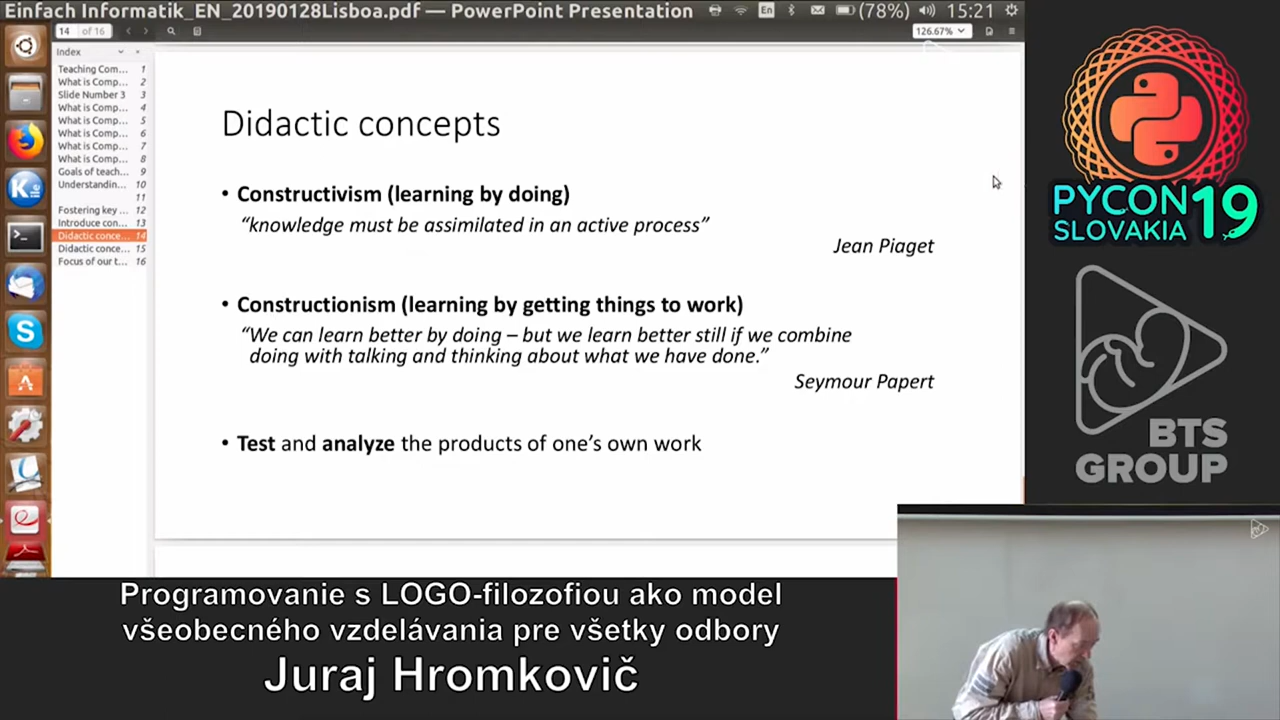 Einfach Informatik_EN_20190128Lisboa.pdf — PowerPoint Presentation
En
(78%)
15:21
14 of 16
126.67%
Index
Teaching Com... 1
What is Comp... 2
Slide Number 3 3
What is Comp... 4
What is Comp... 5
What is Comp... 6
What is Comp... 7
What is Comp... 8
Goals of teach... 9
Understandin... 10
11
Fostering key ... 12
Introduce con... 13
Didactic conce... 14
Didactic conce... 15
Focus of our t... 16
Didactic concepts
• Constructivism (learning by doing)
“knowledge must be assimilated in an active process”
Jean Piaget
• Constructionism (learning by getting things to work)
“We can learn better by doing – but we learn better still if we combine
doing with talking and thinking about what we have done.”
Seymour Papert
• Test and analyze the products of one’s own work
PYCON 19
SLOVAKIA
BTS
GROUP
Programovanie s LOGO-filozofiou ako model
všeobecného vzdelávania pre všetky odbory
Juraj Hromkovič